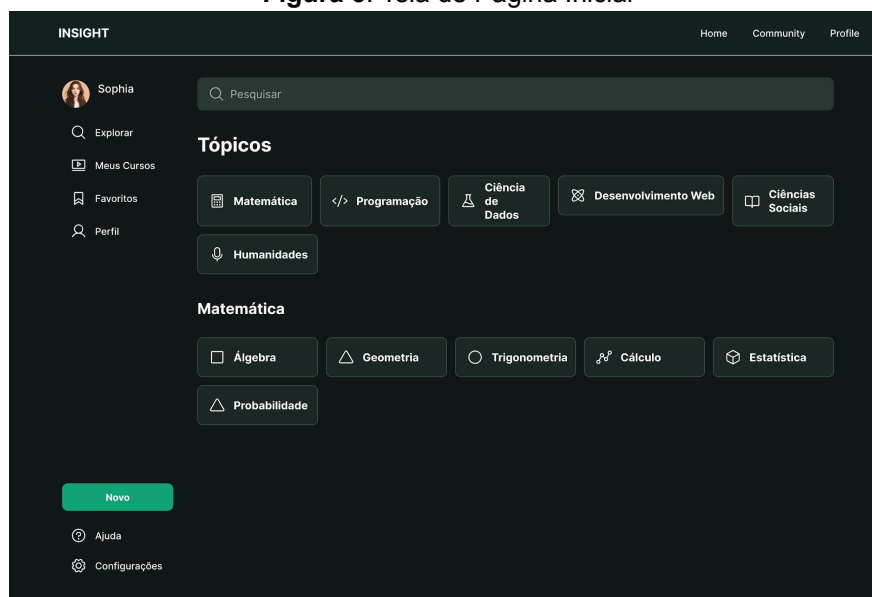 Figura 9: Tela de Página Inicial
INSIGHT
Home Community Profile
Sophia
Explorar
Meus Cursos
Favoritos
Perfil
Novo
Ajuda
Configurações
Pesquisar
Tópicos
Matemática
</> Programação
Ciência
de
Dados
Desenvolvimento Web
Ciências
Sociais
Humanidades
Matemática
Álgebra
Geometria
Trigonometria
Cálculo
Estatística
Probabilidade